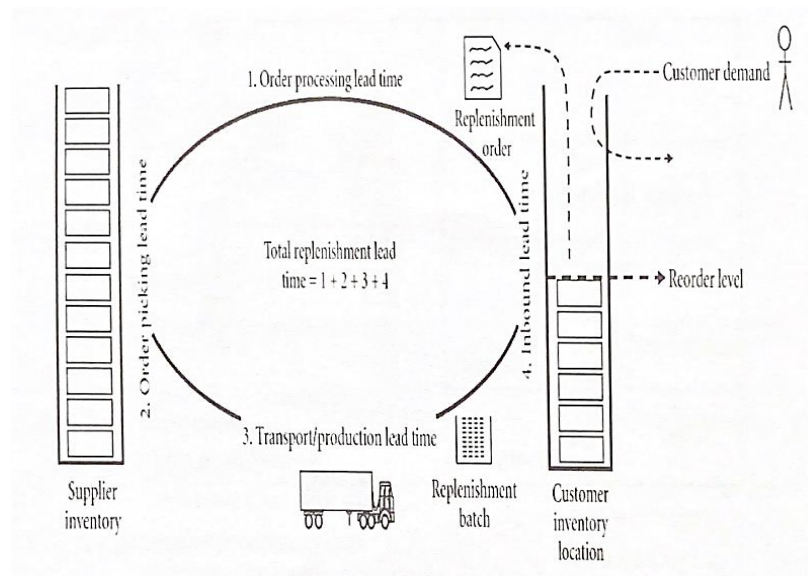 1. Order processing lead time
Customer demand
Replenishment
order
2. Order picking lead time
Total replenishment lead
time = 1 + 2 + 3 + 4
4. Inbound lead time
Reorder level
3. Transport/production lead time
Supplier
inventory
Replenishment
batch
Customer
inventory
location